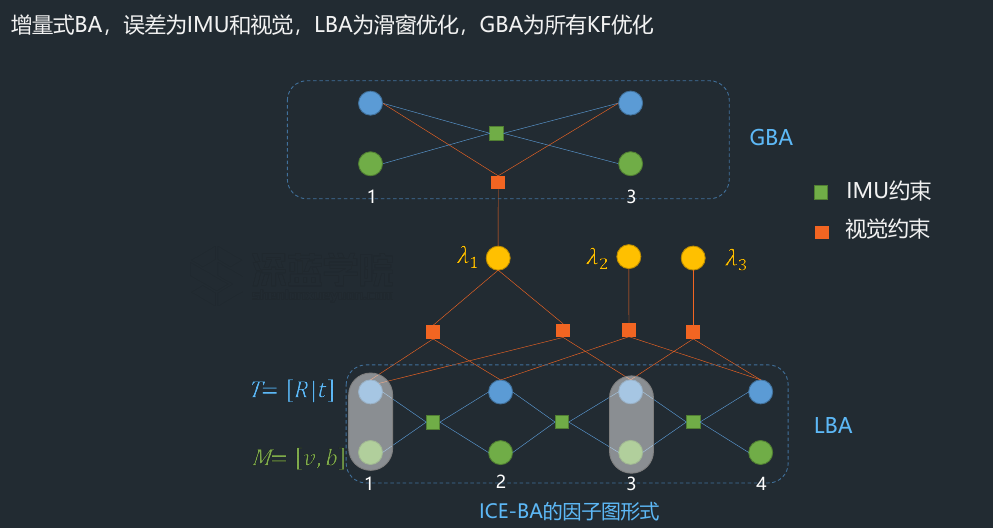 增量式BA，误差为IMU和视觉，LBA为滑窗优化，GBA为所有KF优化
GBA
1
3
IMU约束
视觉约束
λ₁
λ₂
λ₃
T=[R|t]
LBA
M=[v,b]
1
2
3
4
ICE-BA的因子图形式